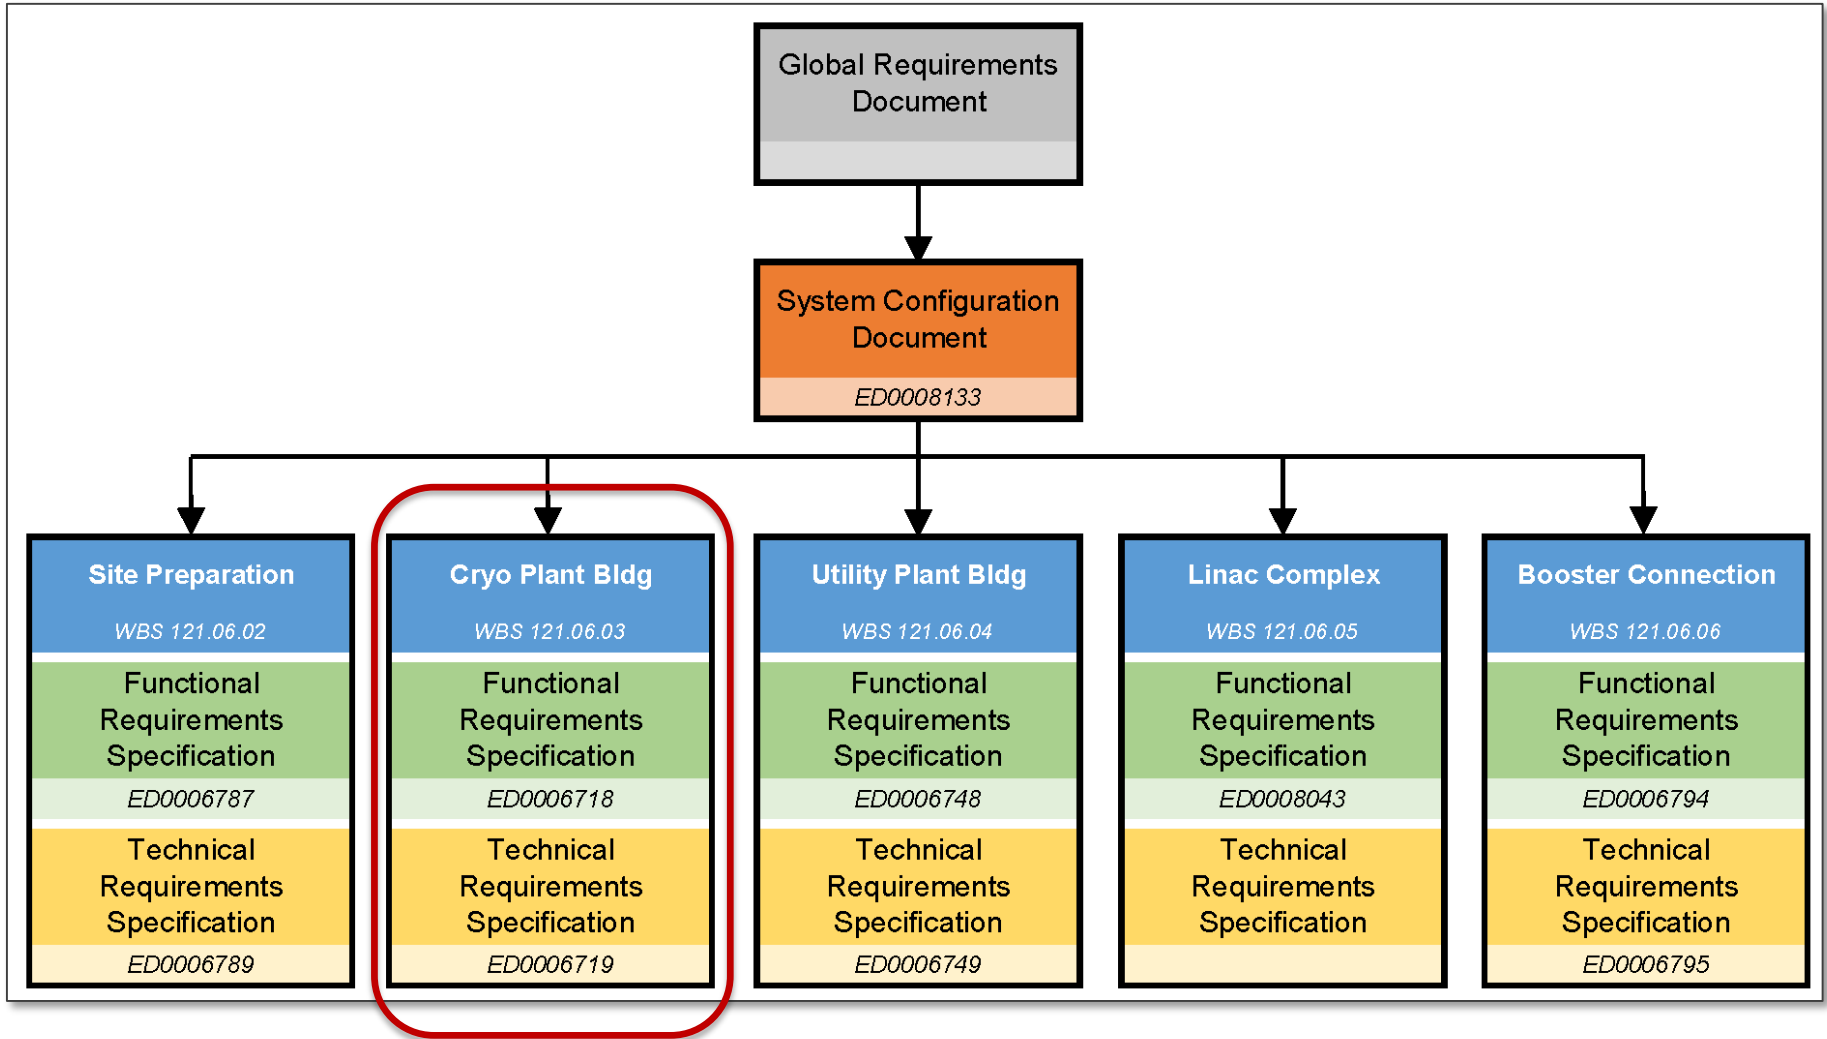 Global Requirements
Document
System Configuration
Document
ED0008133
Site Preparation
WBS 121.06.02
Functional
Requirements
Specification
ED0006787
Technical
Requirements
Specification
ED0006789
Cryo Plant Bldg
WBS 121.06.03
Functional
Requirements
Specification
ED0006718
Technical
Requirements
Specification
ED0006719
Utility Plant Bldg
WBS 121.06.04
Functional
Requirements
Specification
ED0006748
Technical
Requirements
Specification
ED0006749
Linac Complex
WBS 121.06.05
Functional
Requirements
Specification
ED0008043
Technical
Requirements
Specification
Booster Connection
WBS 121.06.06
Functional
Requirements
Specification
ED0006794
Technical
Requirements
Specification
ED0006795